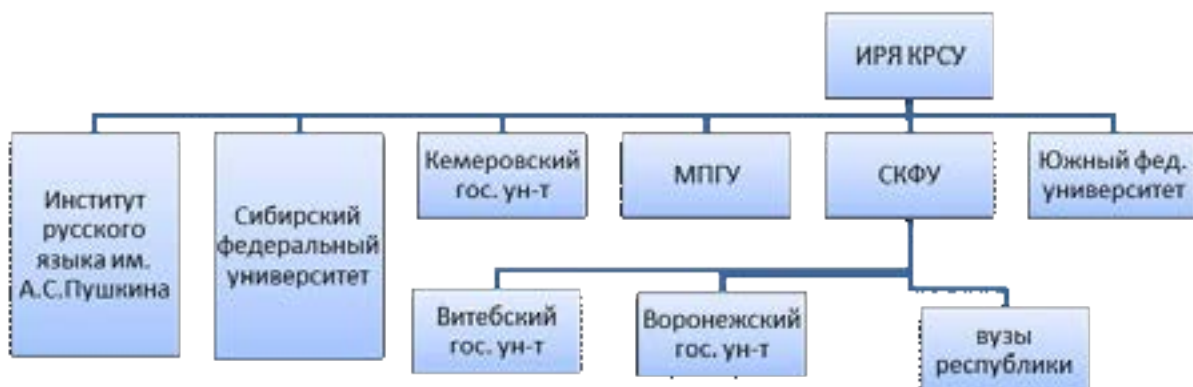 ИРЯ КРСУ
Институт
русского
языка им.
А.С.Пушкина
Сибирский
федеральный
университет
Кемеровский
гос. ун-т
МПГУ
СКФУ
Южный фед.
университет
Витебский
гос. ун-т
Воронежский
гос. ун-т
вузы
республики